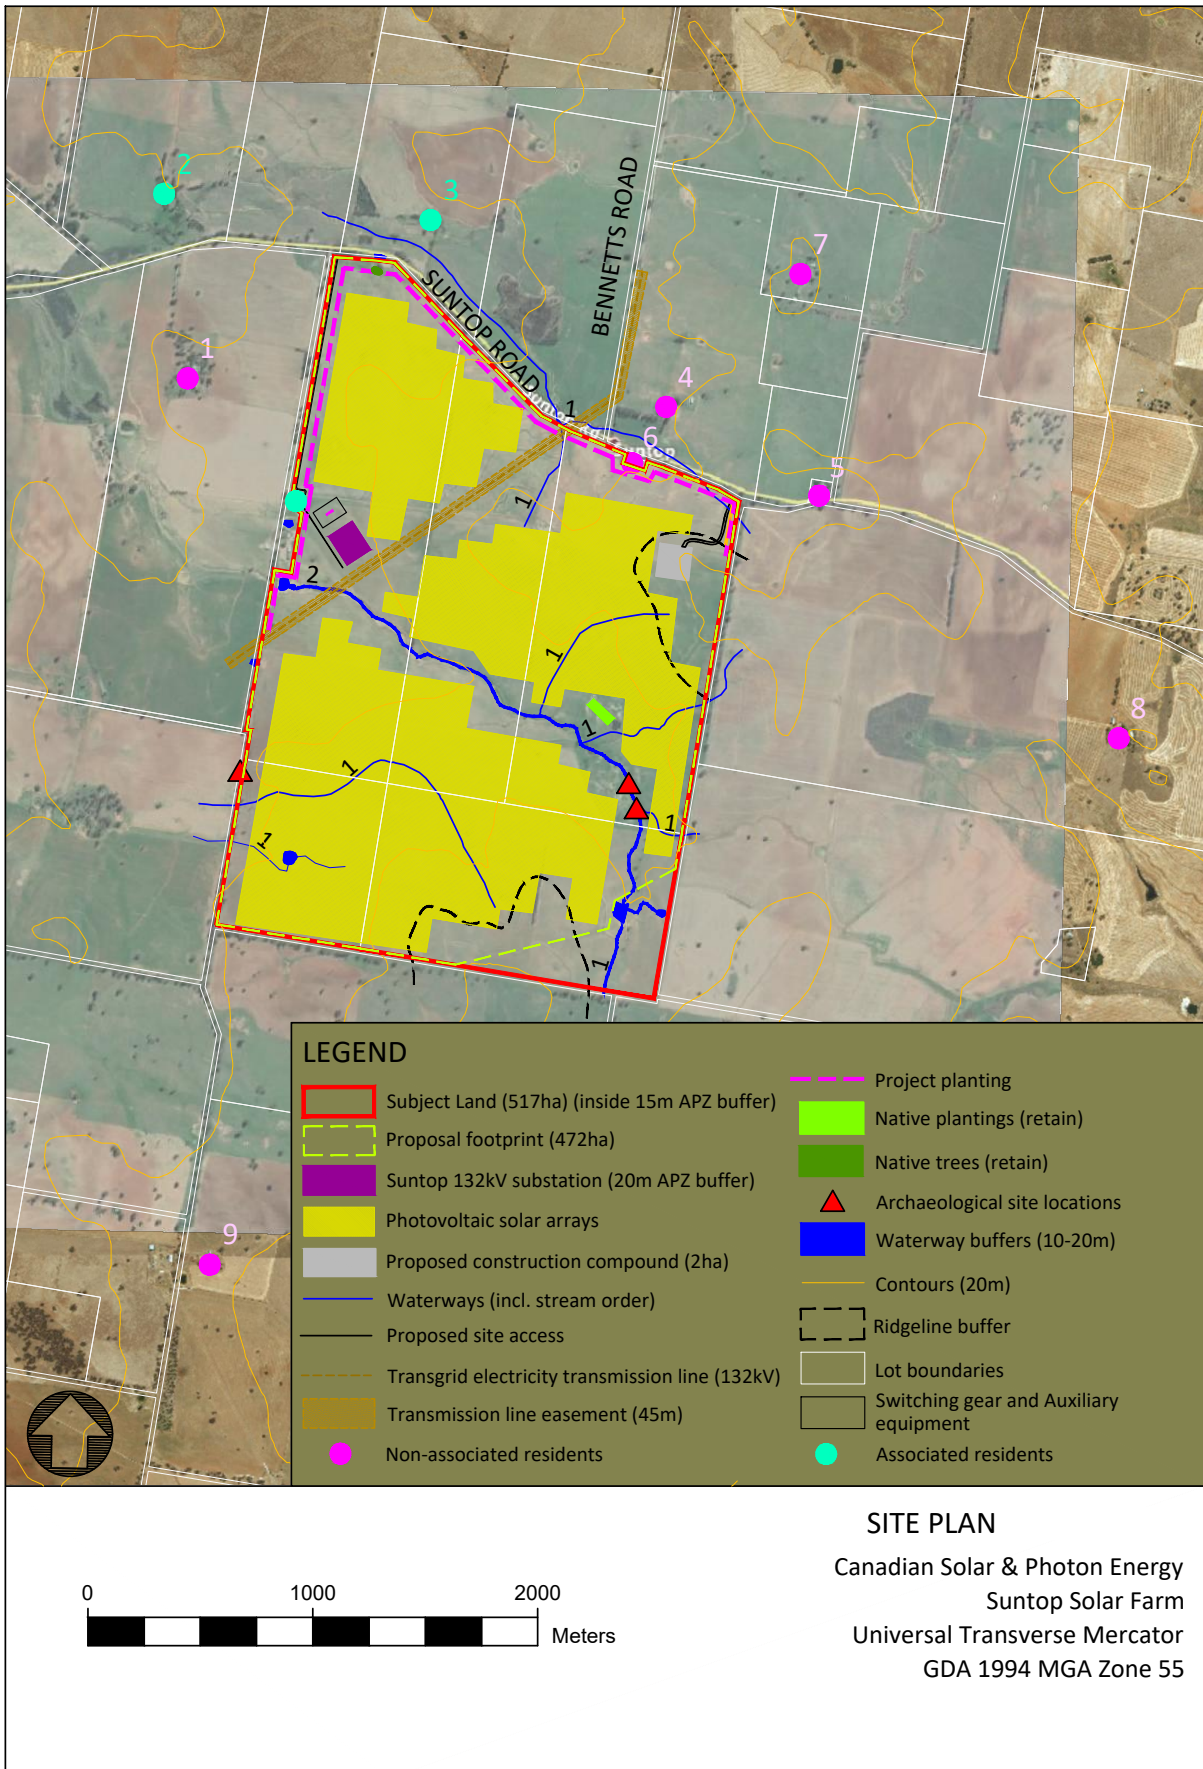 2
3
7
BENNETTS ROAD
SUNTOP ROAD
1
4
1
6
5
1
2
1
1
8
1
1
1
1
9
LEGEND
Subject Land (517ha) (inside 15m APZ buffer)
Proposal footprint (472ha)
Suntop 132kV substation (20m APZ buffer)
Photovoltaic solar arrays
Proposed construction compound (2ha)
Waterways (incl. stream order)
Proposed site access
Transgrid electricity transmission line (132kV)
Transmission line easement (45m)
Non-associated residents
Project planting
Native plantings (retain)
Native trees (retain)
Archaeological site locations
Waterway buffers (10-20m)
Contours (20m)
Ridgeline buffer
Lot boundaries
Switching gear and Auxiliary
equipment
Associated residents
SITE PLAN
Canadian Solar & Photon Energy
Suntop Solar Farm
Universal Transverse Mercator
GDA 1994 MGA Zone 55
0 1000 2000
Meters